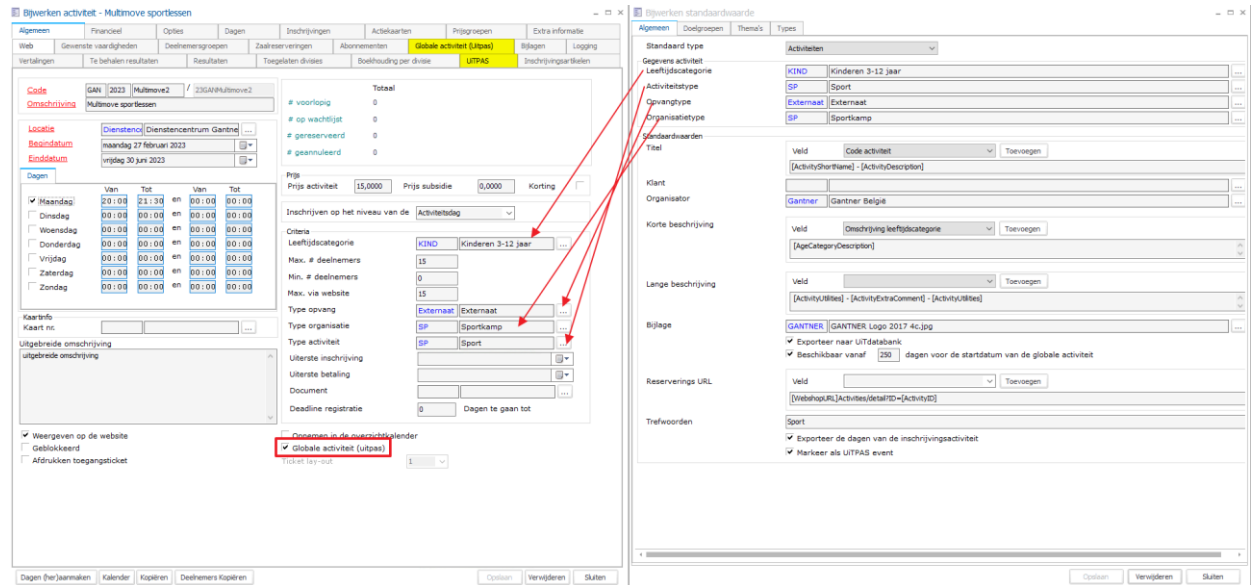 Bijwerken activiteit - Multimove sportlessen
Algemeen Financieel Opties Dagen Inschrijvingen Actiekaarten Prijsgroepen Extra informatie
Web Gewenste vaardigheden Deelnemersgroepen Zaalreserveringen Abonnementen Globale activiteit (Uitpas) Bijlagen Logging
Vertalingen Te behalen resultaten Resultaten Toegelaten divisies Boekhouding per divisie UiTPAS Inschrijvingsartikelen
Code GAN 2023 Multimove2 / 23GANMultimove2
Omschrijving Multimove sportlessen
Totaal
# voorlopig 0
# op wachtlijst 0
# gereserveerd 0
# geannuleerd 0
Locatie Dienstenc Dienstencentrum Gantne ...
Begindatum maandag 27 februari 2023
Einddatum vrijdag 30 juni 2023
Dagen
Van Tot Van Tot
Maandag 20:00 21:30 en 00:00 00:00
Dinsdag 00:00 00:00 en 00:00 00:00
Woensdag 00:00 00:00 en 00:00 00:00
Donderdag 00:00 00:00 en 00:00 00:00
Vrijdag 00:00 00:00 en 00:00 00:00
Zaterdag 00:00 00:00 en 00:00 00:00
Zondag 00:00 00:00 en 00:00 00:00
Kaartinfo
Kaart nr. ...
Uitgebreide omschrijving
uitgebreide omschrijving
Weergeven op de website
Geblokkeerd
Afdrukken toegangsticket
Prijs
Prijs activiteit 15,0000 Prijs subsidie 0,0000 Korting
Inschrijven op het niveau van de Activiteitsdag
Criteria
Leeftijdscategorie KIND Kinderen 3-12 jaar ...
Max. # deelnemers 15
Min. # deelnemers 0
Max. via website 15
Type opvang Externaat Externaat ...
Type organisatie SP Sportkamp ...
Type activiteit SP Sport ...
Uiterste inschrijving
Uiterste betaling
Document ...
Deadline registratie 0 Dagen te gaan tot
Opnemen in de overzichtkalender
Globale activiteit (uitpas)
Ticket lay-out 1
Dagen (her)aanmaken Kalender Kopiëren Deelnemers Kopiëren Opslaan Verwijderen Sluiten
Bijwerken standaardwaarde
Algemeen Doelgroepen Thema's Types
Standaard type Activiteiten
Gegevens activiteit
Leeftijdscategorie KIND Kinderen 3-12 jaar ...
Activiteitstype SP Sport ...
Opvangtype Externaat Externaat ...
Organisatietype SP Sportkamp ...
Standaardwaarden
Titel Veld Code activiteit Toevoegen
[ActivityShortName] - [ActivityDescription]
Klant ...
Organisator Gantner Gantner België ...
Korte beschrijving Veld Omschrijving leeftijdscategorie Toevoegen
[AgeCategoryDescription]
Lange beschrijving Veld Toevoegen
[ActivityUtilities] - [ActivityExtraComment] - [ActivityUtilities]
Bijlage GANTNER GANTNER Logo 2017 4c.jpg ...
Exporteer naar UiTdatabank
Beschikbaar vanaf 250 dagen voor de startdatum van de globale activiteit
Reserverings URL Veld Toevoegen
[WebshopURL]Activities/detail?ID=[ActivityID]
Trefwoorden Sport
Exporteer de dagen van de inschrijvingsactiviteit
Markeer als UiTPAS event
Opslaan Verwijderen Sluiten